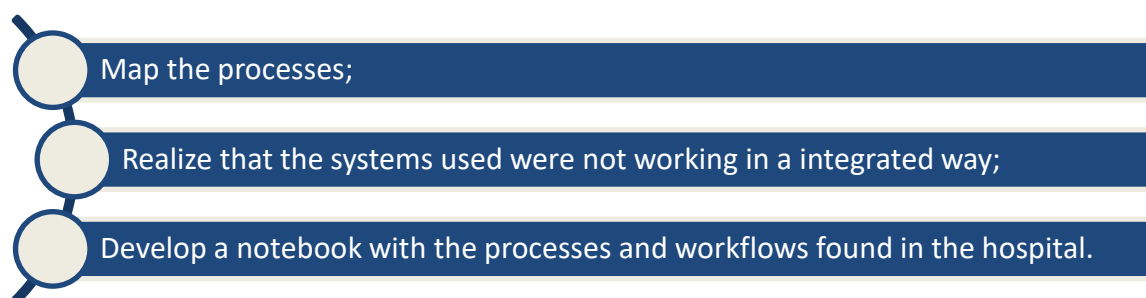 Map the processes;
Realize that the systems used were not working in a integrated way;
Develop a notebook with the processes and workflows found in the hospital.